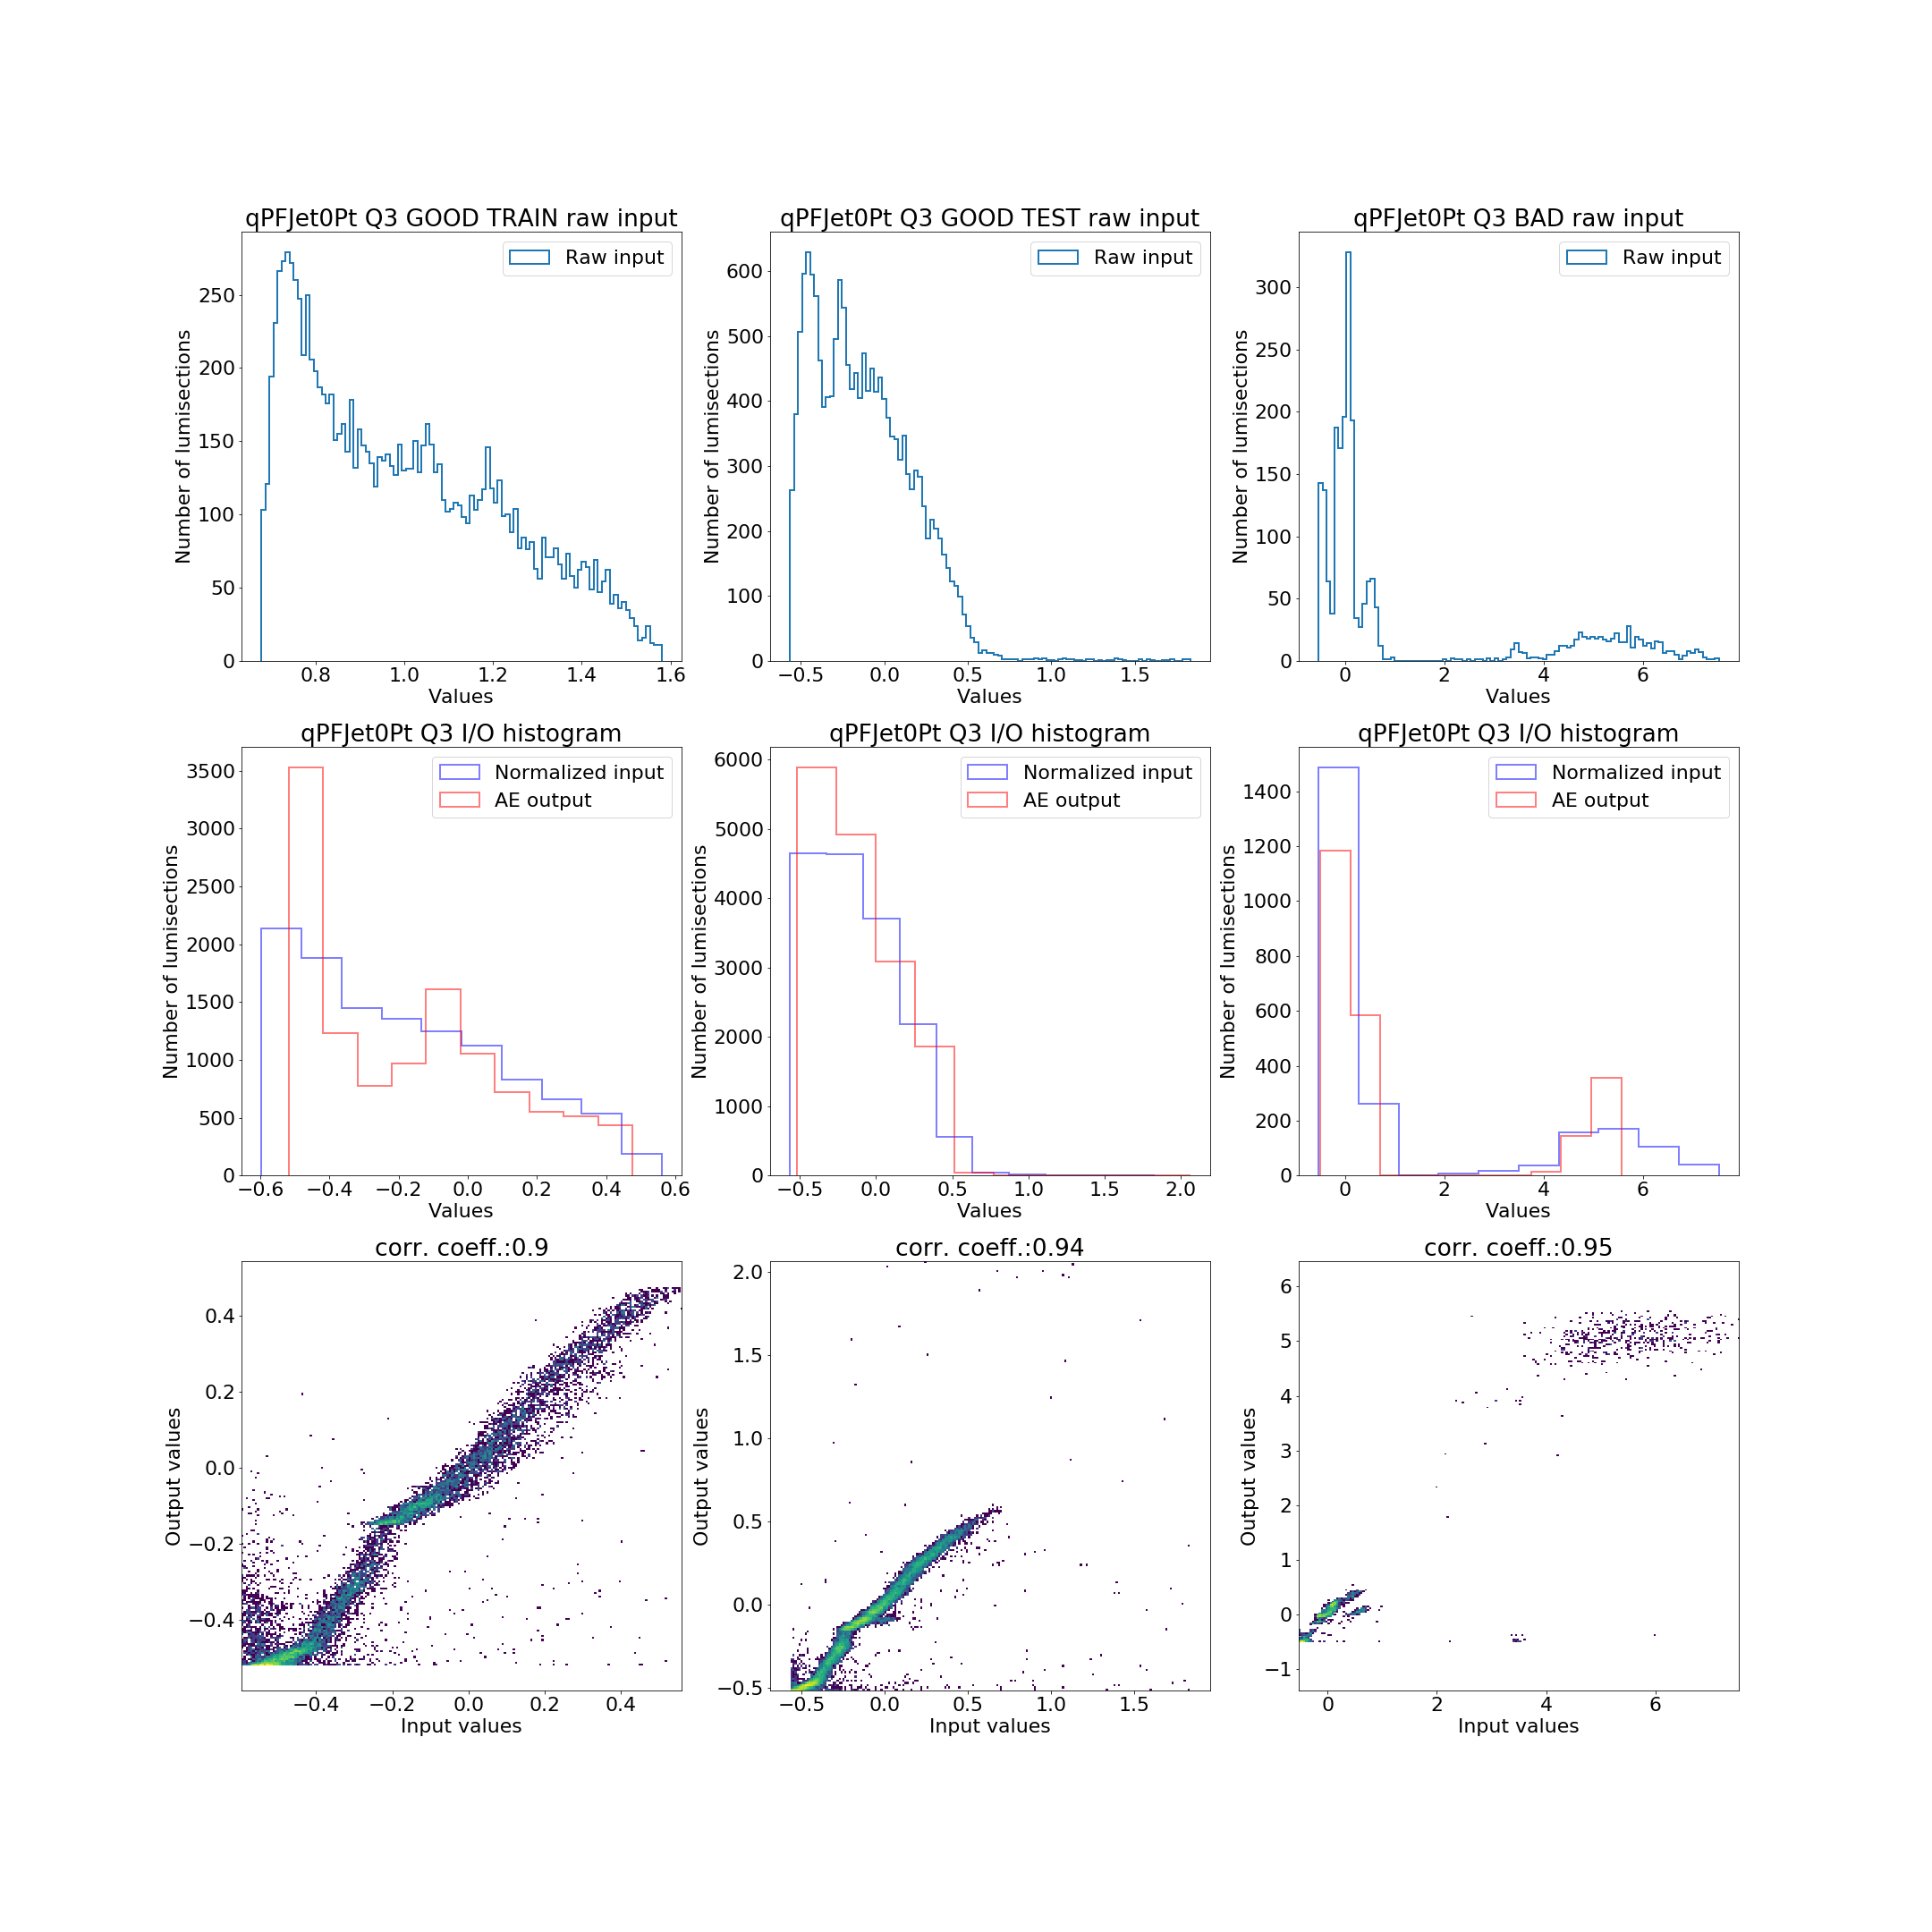 qPFJet0Pt Q3 GOOD TRAIN raw input
Raw input
250
200
150
100
50
0
Number of lumisections
0.8 1.0 1.2 1.4 1.6
Values
qPFJet0Pt Q3 GOOD TEST raw input
Raw input
600
500
400
300
200
100
0
Number of lumisections
−0.5 0.0 0.5 1.0 1.5
Values
qPFJet0Pt Q3 BAD raw input
Raw input
300
250
200
150
100
50
0
Number of lumisections
0 2 4 6
Values
qPFJet0Pt Q3 I/O histogram
Normalized input
AE output
3500
3000
2500
2000
1500
1000
500
0
Number of lumisections
−0.6 −0.4 −0.2 0.0 0.2 0.4 0.6
Values
qPFJet0Pt Q3 I/O histogram
Normalized input
AE output
6000
5000
4000
3000
2000
1000
0
Number of lumisections
−0.5 0.0 0.5 1.0 1.5 2.0
Values
qPFJet0Pt Q3 I/O histogram
Normalized input
AE output
1400
1200
1000
800
600
400
200
0
Number of lumisections
0 2 4 6
Values
corr. coeff.:0.9
0.4
0.2
0.0
−0.2
−0.4
Output values
−0.4 −0.2 0.0 0.2 0.4
Input values
corr. coeff.:0.94
2.0
1.5
1.0
0.5
0.0
−0.5
Output values
−0.5 0.0 0.5 1.0 1.5
Input values
corr. coeff.:0.95
6
5
4
3
2
1
0
−1
Output values
0 2 4 6
Input values